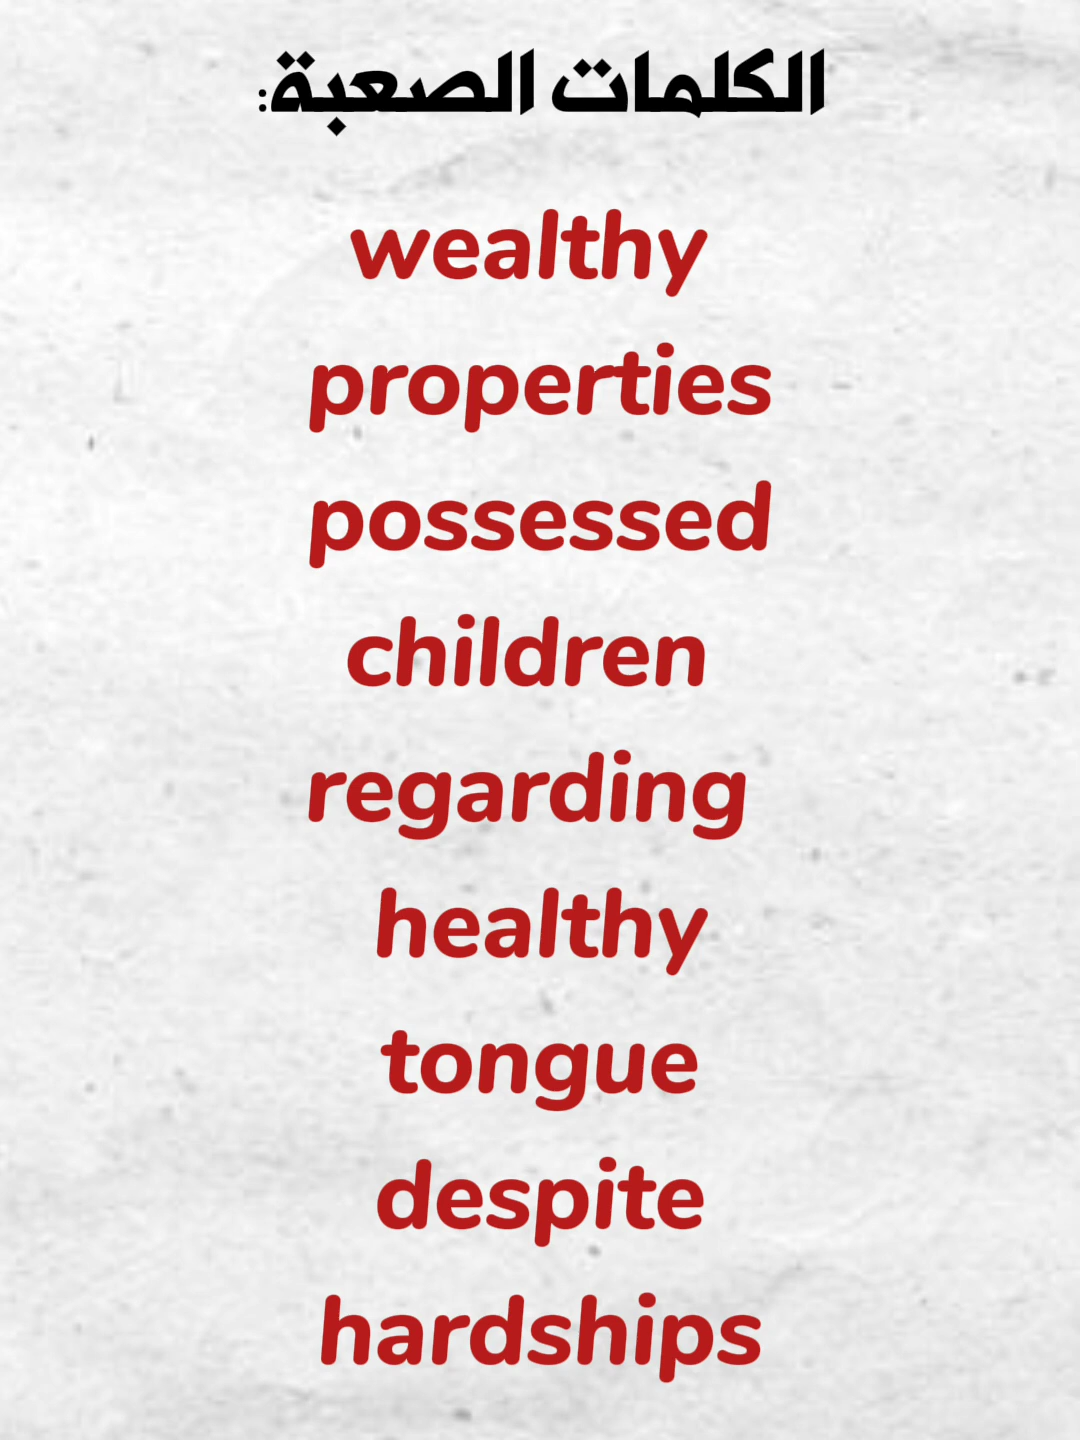 الكلمات الصعبة:
wealthy
properties
possessed
children
regarding
healthy
tongue
despite
hardships